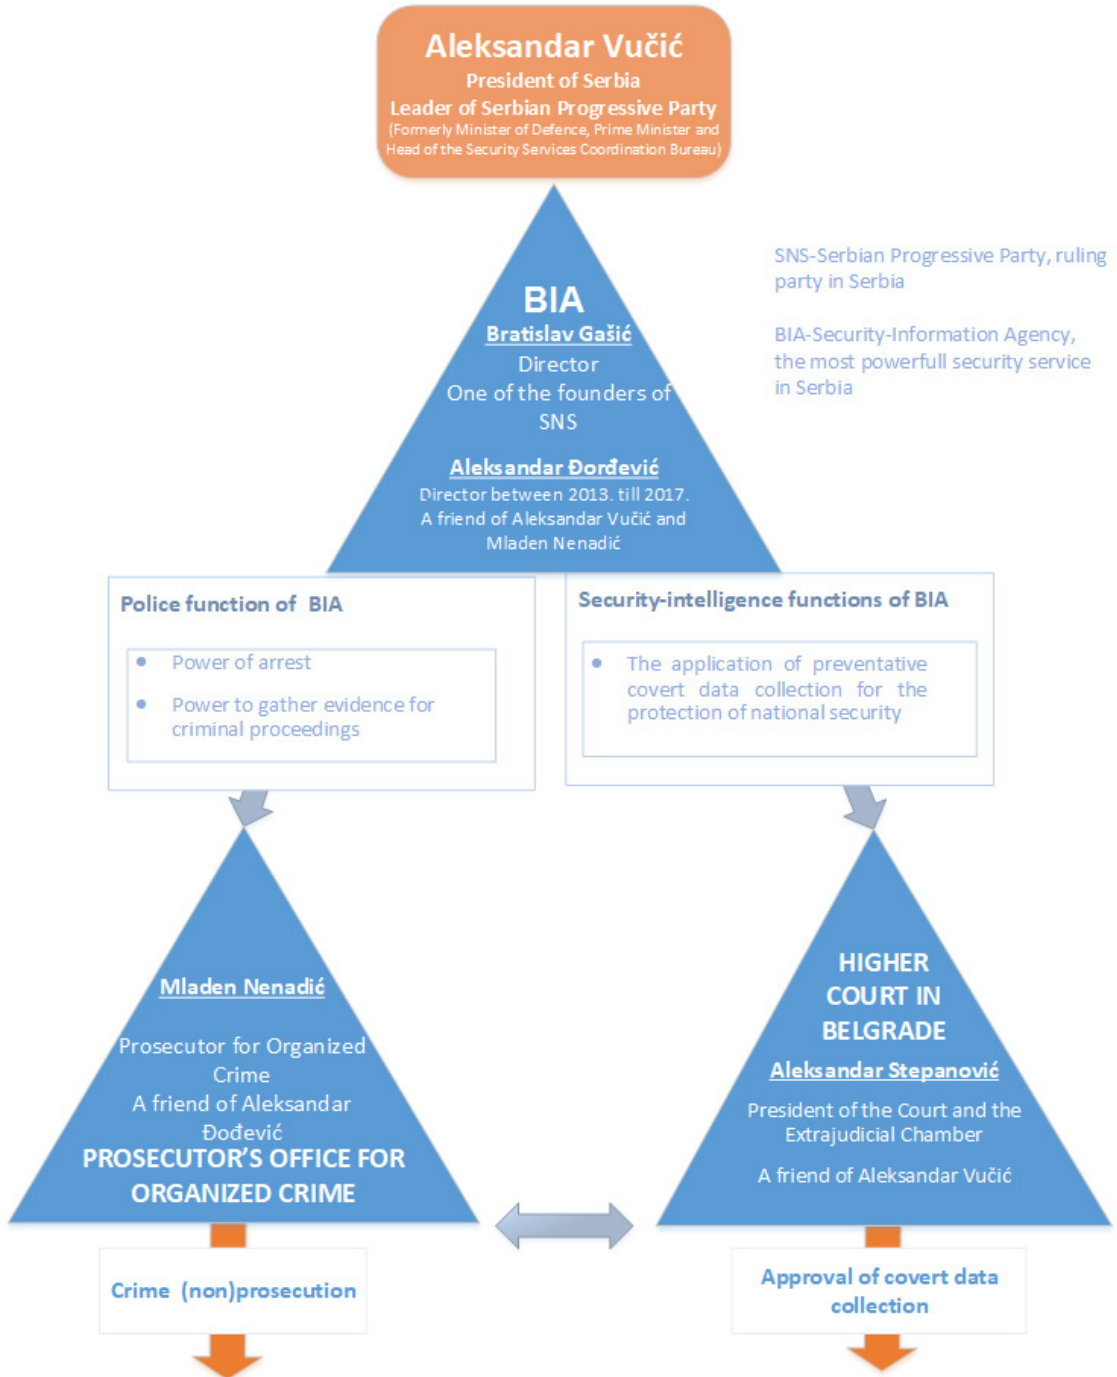 Aleksandar Vučić
President of Serbia
Leader of Serbian Progressive Party
(Formerly Minister of Defence, Prime Minister and
Head of the Security Services Coordination Bureau)
SNS-Serbian Progressive Party, ruling
party in Serbia
BIA-Security-Information Agency,
the most powerfull security service
in Serbia
BIA
Bratislav Gašić
Director
One of the founders of
SNS
Aleksandar Đorđević
Director between 2013. till 2017.
A friend of Aleksandar Vučić and
Mladen Nenadić
Police function of BIA
• Power of arrest
• Power to gather evidence for
criminal proceedings
Security-intelligence functions of BIA
• The application of preventative
covert data collection for the
protection of national security
Mladen Nenadić
Prosecutor for Organized
Crime
A friend of Aleksandar
Đođević
PROSECUTOR'S OFFICE FOR
ORGANIZED CRIME
HIGHER
COURT IN
BELGRADE
Aleksandar Stepanović
President of the Court and the
Extrajudicial Chamber
A friend of Aleksandar Vučić
Crime (non)prosecution
Approval of covert data
collection